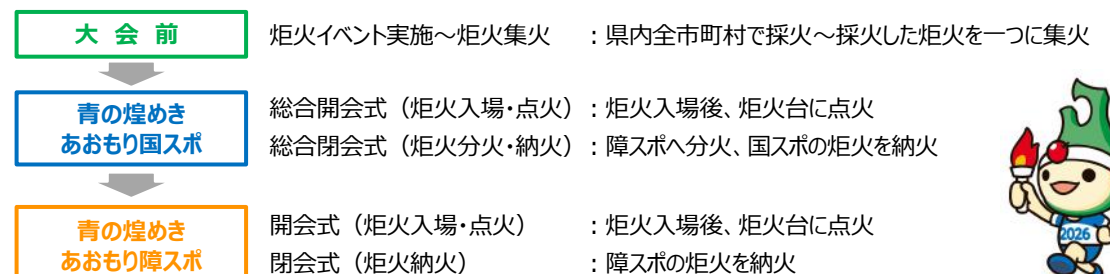 大 会 前
炬火イベント実施～炬火集火 ：県内全市町村で採火～採火した炬火を一つに集火
青の煌めき
あおもり国スポ
総合開会式（炬火入場・点火）：炬火入場後、炬火台に点火
総合閉会式（炬火分火・納火）：障スポへ分火、国スポの炬火を納火
青の煌めき
あおもり障スポ
開会式（炬火入場・点火） ：炬火入場後、炬火台に点火
閉会式（炬火納火） ：障スポの炬火を納火
2026